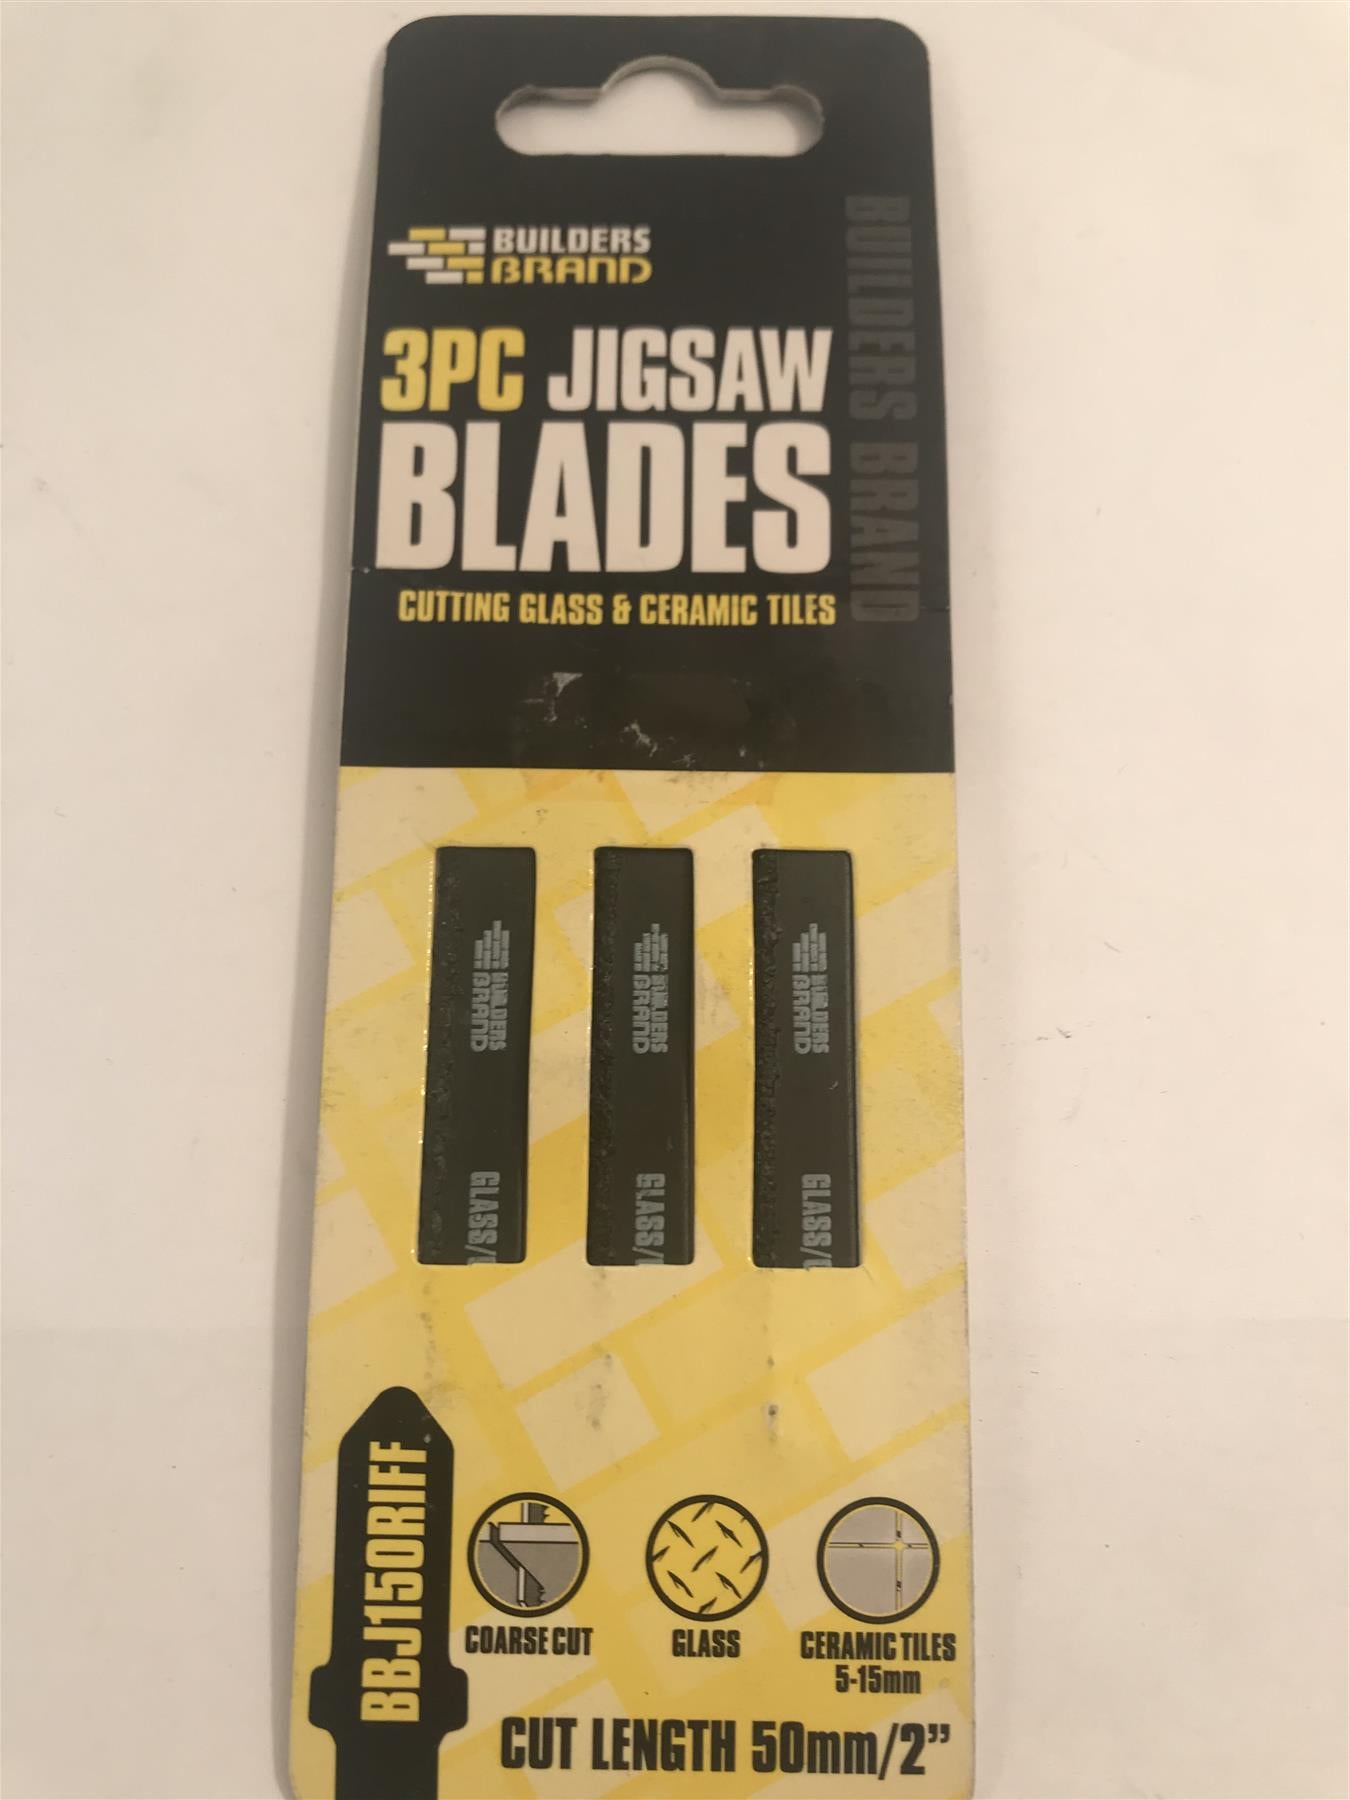 BUILDERS
BRAND
BUILDERS BRAND
3PC JIGSAW
BLADES
CUTTING GLASS & CERAMIC TILES
BUILDERS
BRAND
GLASS/
BUILDERS
BRAND
GLASS/
BUILDERS
BRAND
GLASS/
BBJ150RIFF
COARSE CUT
GLASS
CERAMIC TILES
5-15mm
CUT LENGTH 50mm/2”